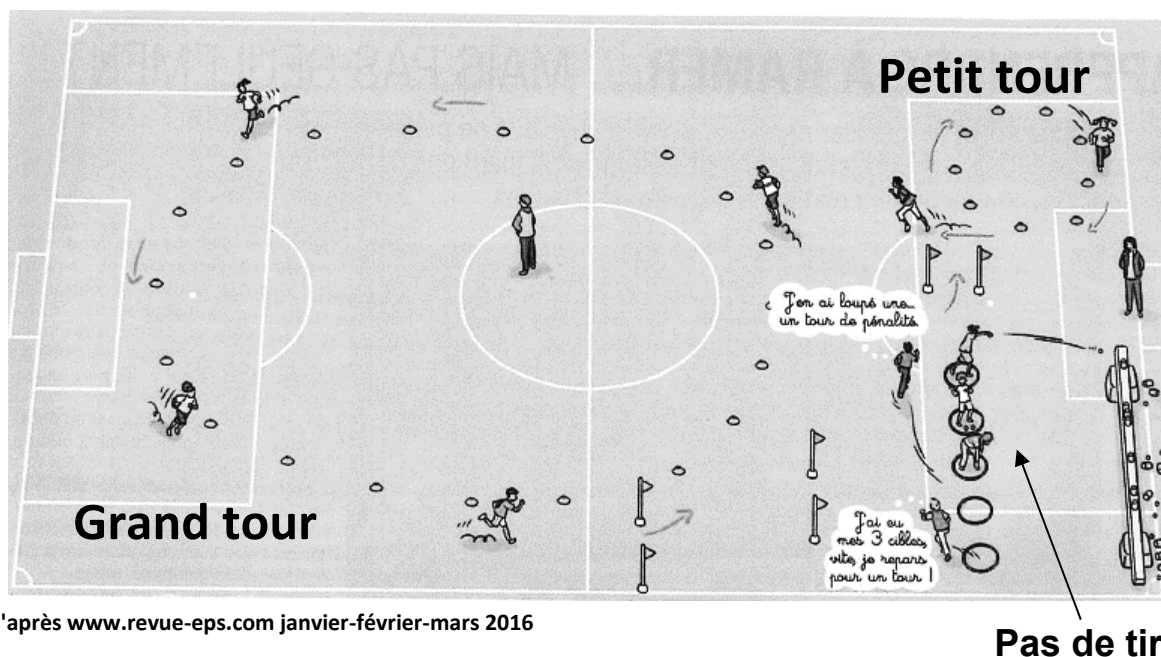 Petit tour
J'en ai loupé une...
un tour de pénalité.
J'ai eu
mes 3 cibles,
vite, je repars
pour un tour !
Grand tour
'après www.revue-eps.com janvier-février-mars 2016
Pas de tir